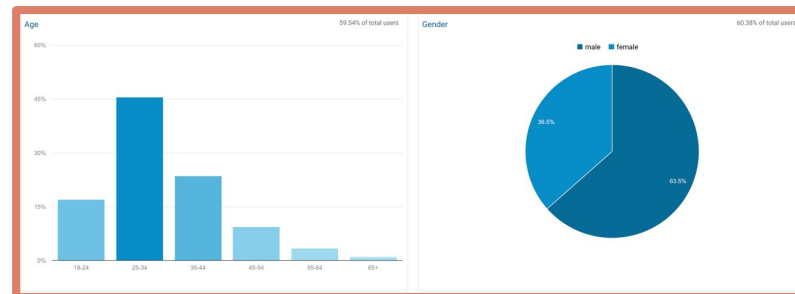 Age
59.54% of total users
60%
45%
30%
15%
0%
18-24 25-34 35-44 45-54 55-64 65+
Gender
60.38% of total users
male female
36.5%
63.5%